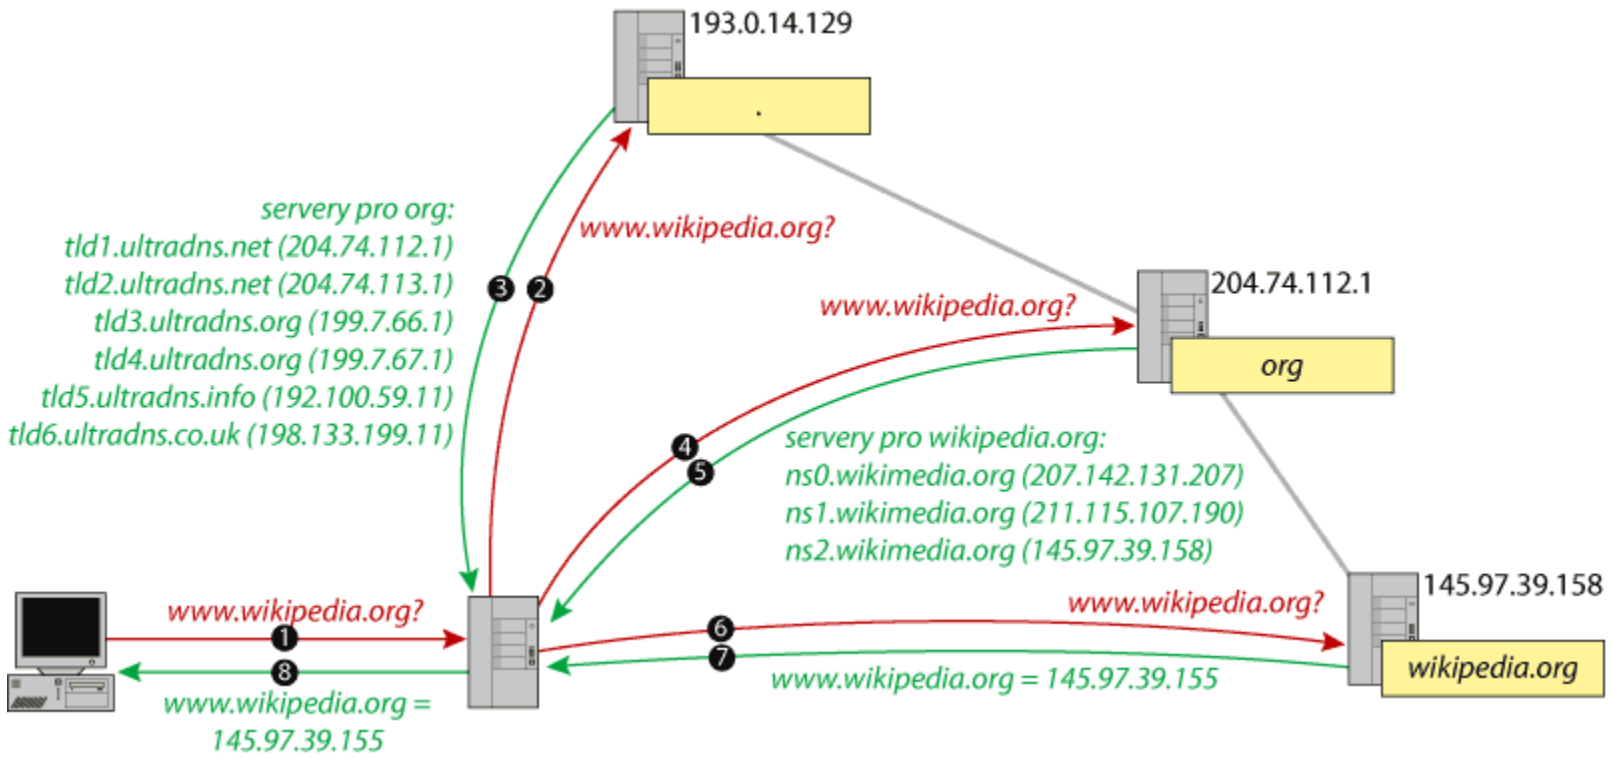 193.0.14.129
.
servery pro org:
tld1.ultradns.net (204.74.112.1)
tld2.ultradns.net (204.74.113.1)
tld3.ultradns.org (199.7.66.1)
tld4.ultradns.org (199.7.67.1)
tld5.ultradns.info (192.100.59.11)
tld6.ultradns.co.uk (198.133.199.11)
www.wikipedia.org?
3
2
204.74.112.1
www.wikipedia.org?
org
4
5
servery pro wikipedia.org:
ns0.wikimedia.org (207.142.131.207)
ns1.wikimedia.org (211.115.107.190)
ns2.wikimedia.org (145.97.39.158)
145.97.39.158
www.wikipedia.org?
www.wikipedia.org?
1
6
7
8
wikipedia.org
www.wikipedia.org = 145.97.39.155
www.wikipedia.org =
145.97.39.155